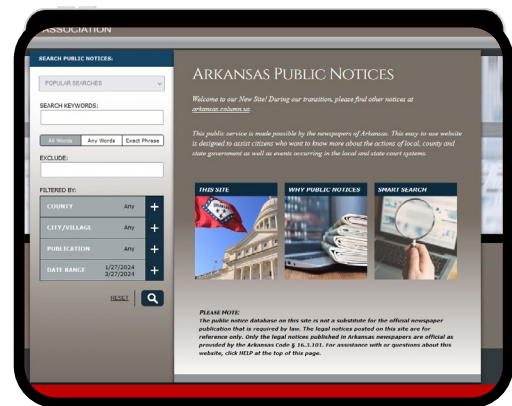 ASSOCIATION
SEARCH PUBLIC NOTICES:
POPULAR SEARCHES
SEARCH KEYWORDS:
All Words Any Words Exact Phrase
EXCLUDE:
FILTERED BY:
COUNTY Any +
CITY/VILLAGE Any +
PUBLICATION Any +
DATE RANGE 1/27/2024
3/27/2024 +
RESET
ARKANSAS PUBLIC NOTICES
Welcome to our New Site! During our transition, please find other notices at
arkansas.column.us.
This public service is made possible by the newspapers of Arkansas. This easy-to-use website
is designed to assist citizens who want to know more about the actions of local, county and
state government as well as events occurring in the local and state court systems.
THIS SITE
WHY PUBLIC NOTICES
SMART SEARCH
PLEASE NOTE:
The public notice database on this site is not a substitute for the official newspaper
publication that is required by law. The legal notices posted on this site are for
reference only. Only the legal notices published in Arkansas newspapers are official as
provided by the Arkansas Code § 16.3.101. For assistance with or questions about this
website, click HELP at the top of this page.